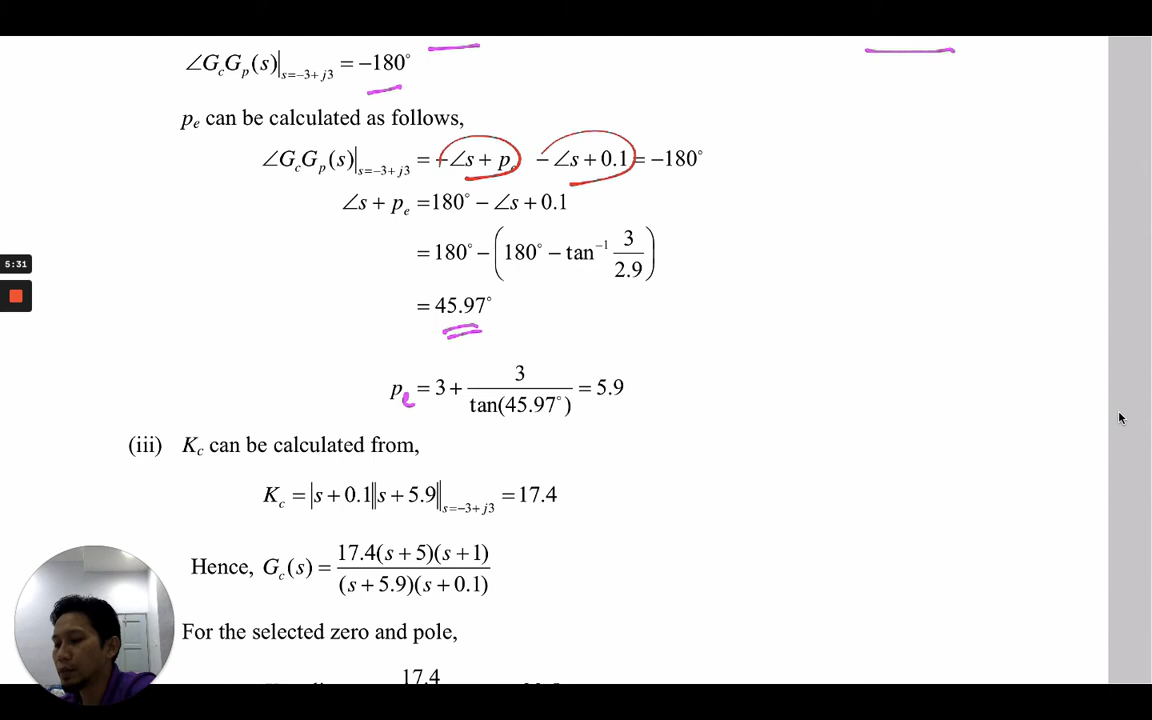 ∠G_cG_p(s)|_{s=−3+j3} = −180°
p_e can be calculated as follows,
∠G_cG_p(s)|_{s=−3+j3} = −∠s + p_e − ∠s + 0.1 = −180°
∠s + p_e = 180° − ∠s + 0.1
= 180° − (180° − tan^{−1} 3/2.9)
5:31
= 45.97°
p_e = 3 + 3/tan(45.97°) = 5.9
(iii) K_c can be calculated from,
K_c = |s + 0.1||s + 5.9||_{s=−3+j3} = 17.4
Hence, G_c(s) = 17.4(s + 5)(s + 1)/(s + 5.9)(s + 0.1)
For the selected zero and pole,
17.4